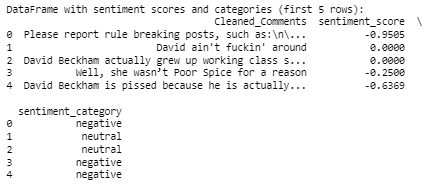 DataFrame with sentiment scores and categories (first 5 rows):
Cleaned_Comments sentiment_score \
0 Please report rule breaking posts, such as:\n\... -0.9505
1 David ain't fuckin' around 0.0000
2 David Beckham actually grew up working class s... 0.0000
3 Well, she wasn’t Poor Spice for a reason -0.2500
4 David Beckham is pissed because he is actually... -0.6369
sentiment_category
0 negative
1 neutral
2 neutral
3 negative
4 negative